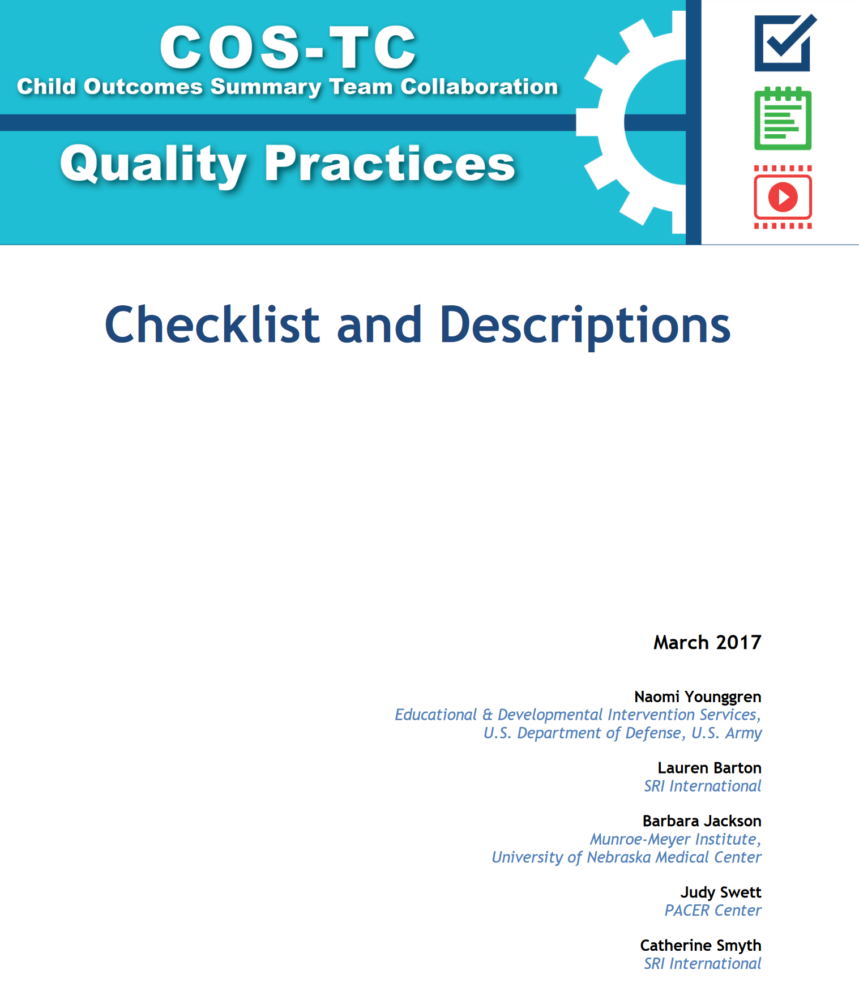 COS-TC
Child Outcomes Summary Team Collaboration
Quality Practices
Checklist and Descriptions
March 2017
Naomi Younggren
Educational & Developmental Intervention Services,
U.S. Department of Defense, U.S. Army
Lauren Barton
SRI International
Barbara Jackson
Munroe-Meyer Institute,
University of Nebraska Medical Center
Judy Swett
PACER Center
Catherine Smyth
SRI International